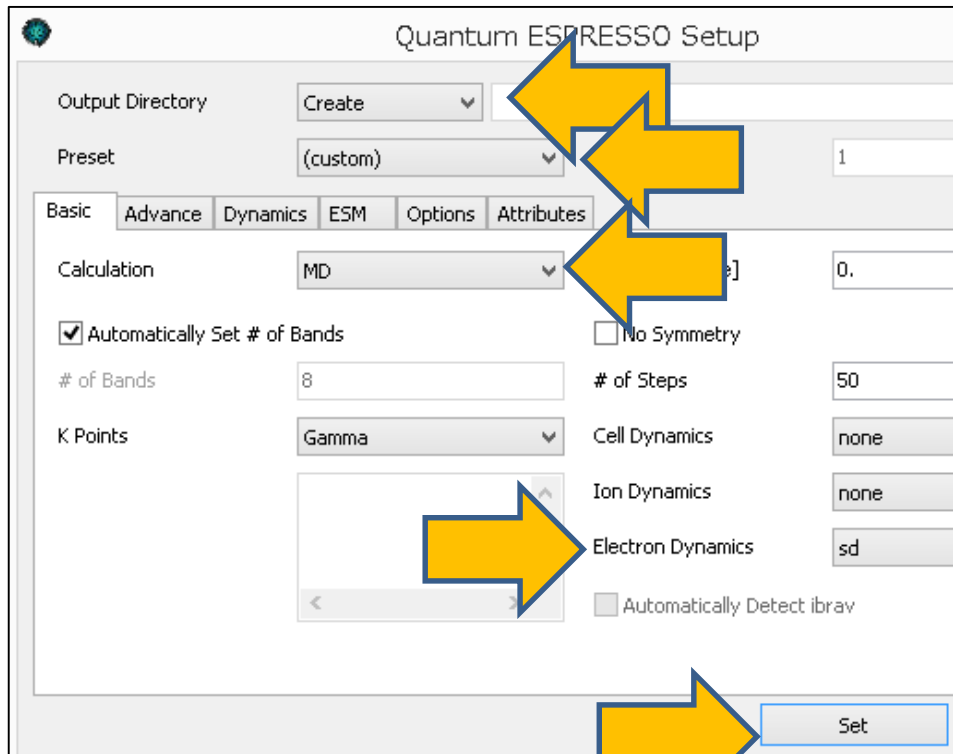 Quantum ESPRESSO Setup
Output Directory Create
Preset (custom) 1
Basic Advance Dynamics ESM Options Attributes
Calculation MD 0.
Automatically Set # of Bands No Symmetry
# of Bands 8 # of Steps 50
K Points Gamma Cell Dynamics none
Ion Dynamics none
Electron Dynamics sd
Automatically Detect ibrav
Set